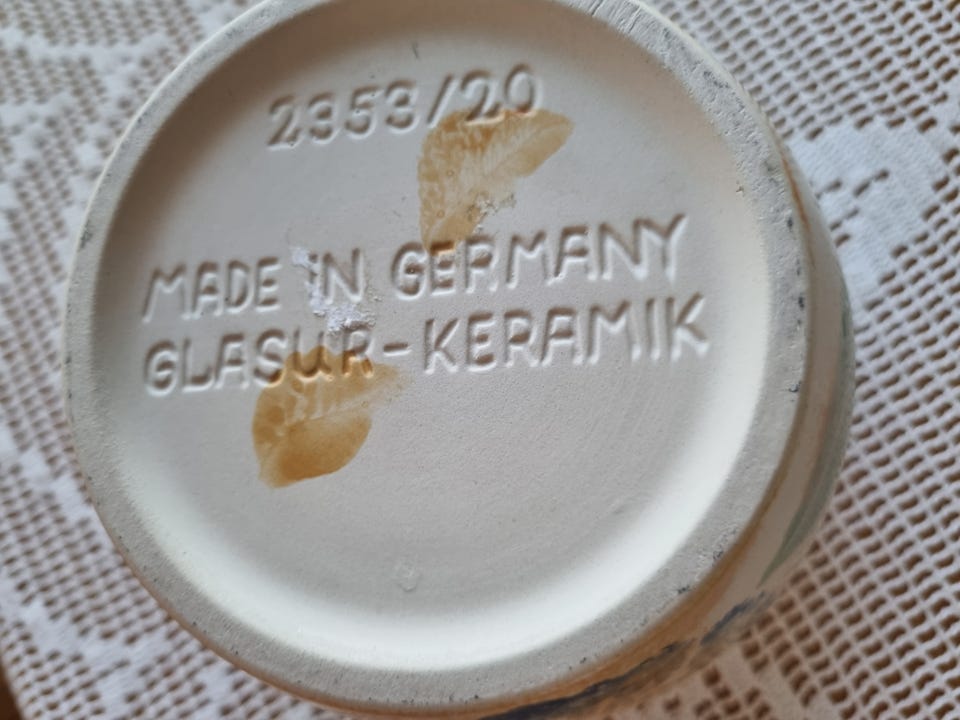 2353/20
MADE IN GERMANY
GLASUR-KERAMIK